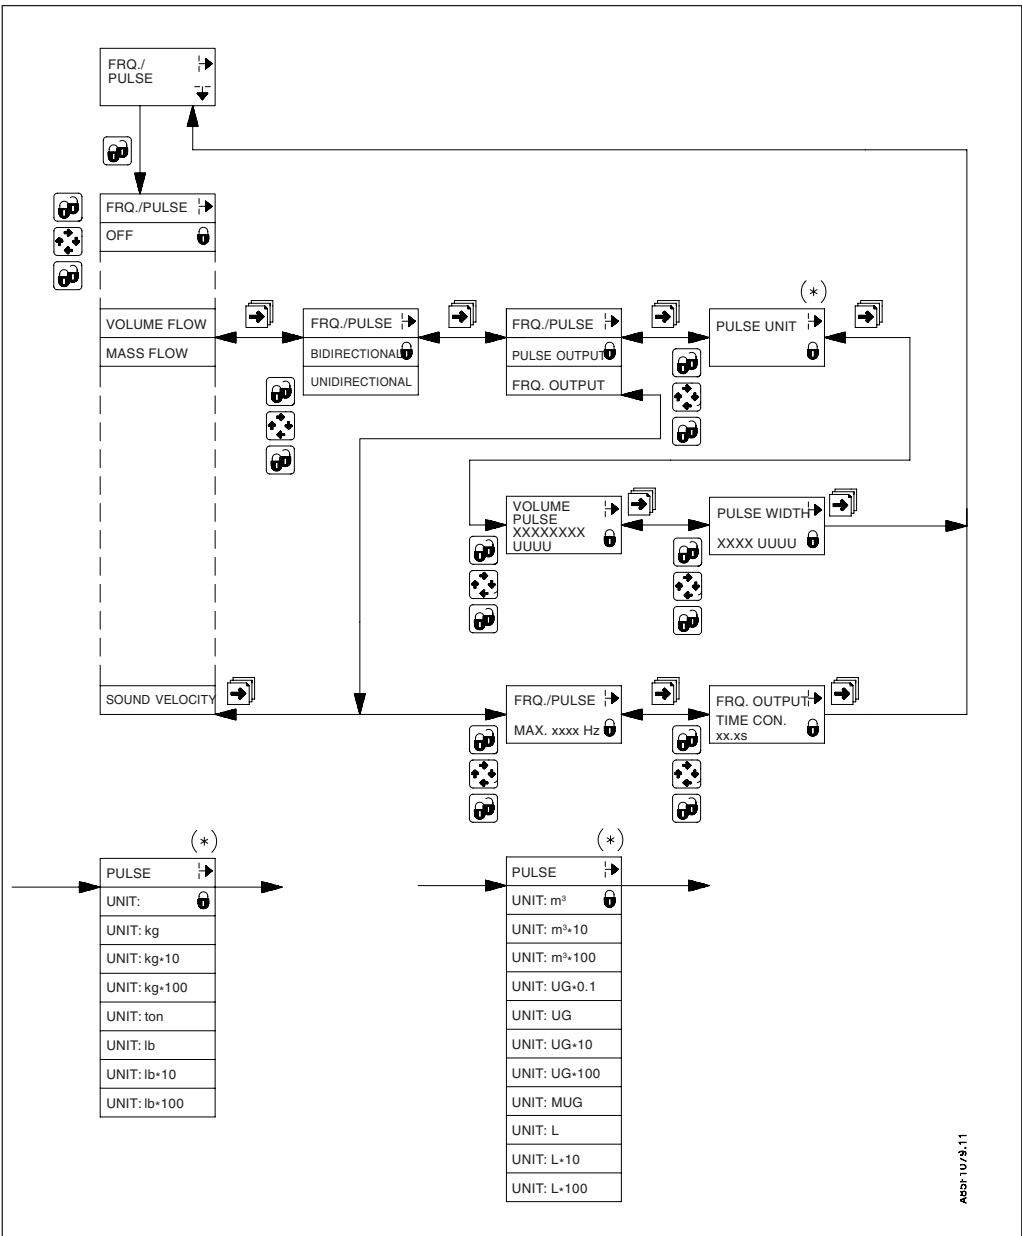 FRQ./
PULSE
FRQ./PULSE
OFF
VOLUME FLOW
MASS FLOW
FRQ./PULSE
BIDIRECTIONAL
UNIDIRECTIONAL
FRQ./PULSE
PULSE OUTPUT
FRQ. OUTPUT
(*)
PULSE UNIT
VOLUME
PULSE
XXXXXXXX
UUUU
PULSE WIDTH
XXXX UUUU
SOUND VELOCITY
FRQ./PULSE
MAX. xxxx Hz
FRQ. OUTPUT
TIME CON.
xx.xs
(*)
PULSE
UNIT:
UNIT: kg
UNIT: kg*10
UNIT: kg*100
UNIT: ton
UNIT: lb
UNIT: lb*10
UNIT: lb*100
(*)
PULSE
UNIT: m³
UNIT: m³*10
UNIT: m³*100
UNIT: UG*0.1
UNIT: UG
UNIT: UG*10
UNIT: UG*100
UNIT: MUG
UNIT: L
UNIT: L*10
UNIT: L*100